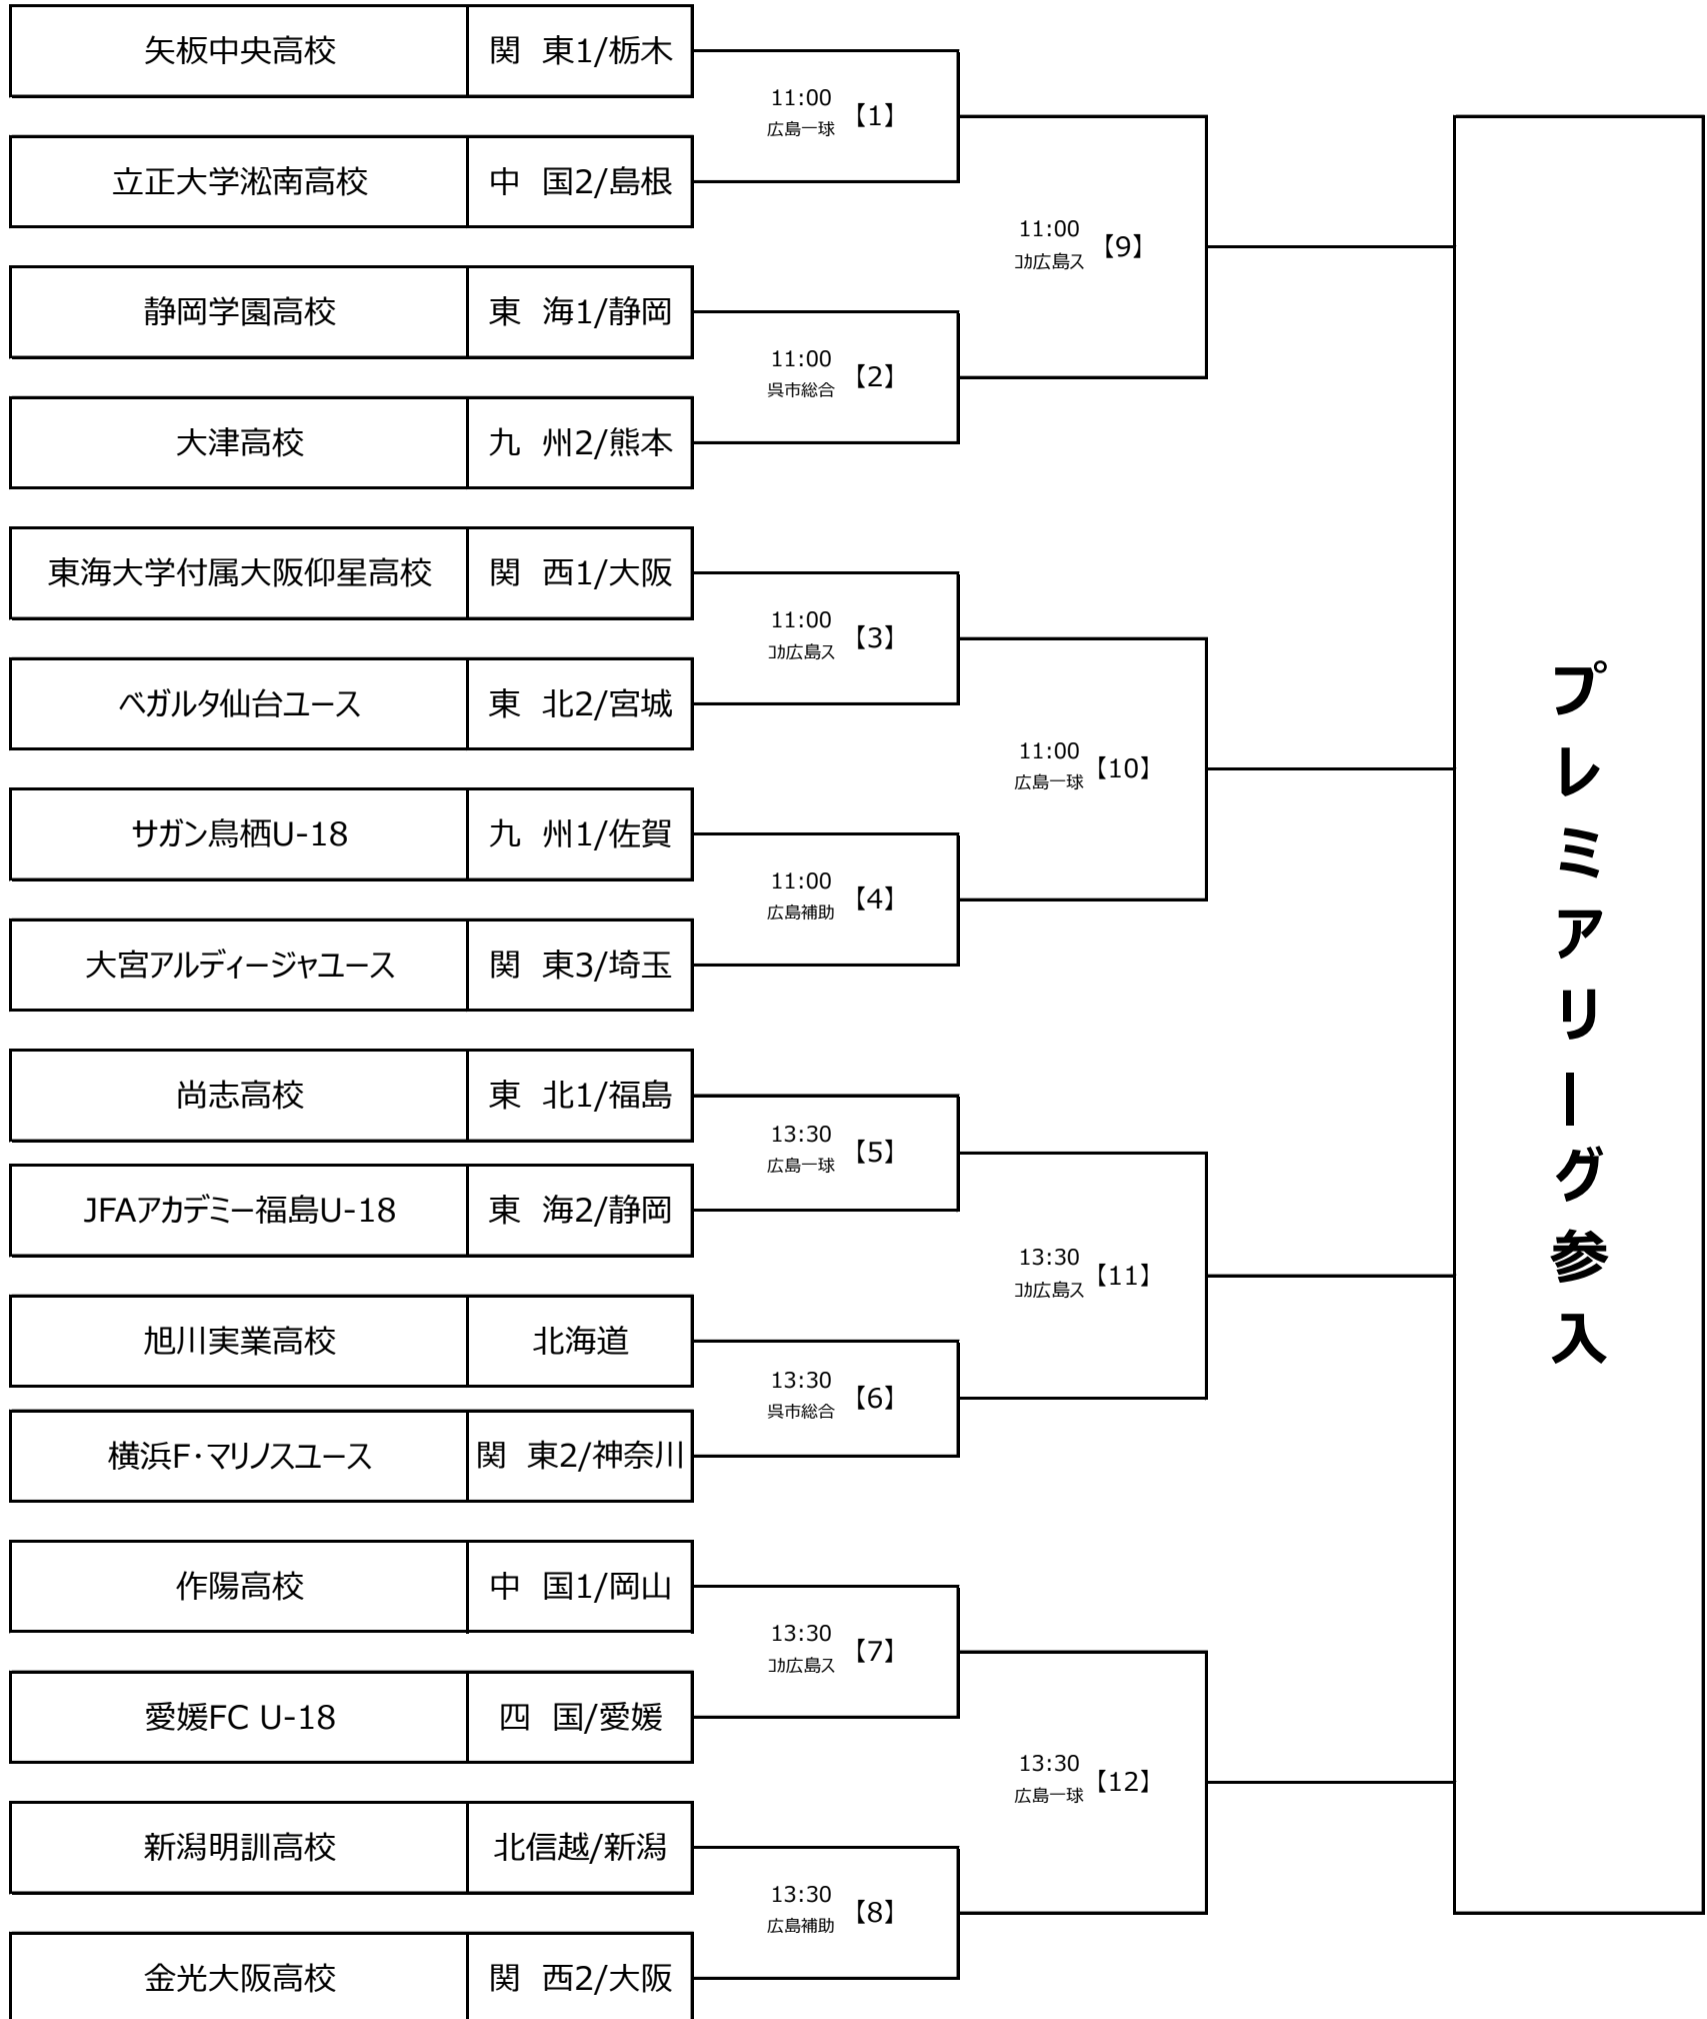 矢板中央高校 関 東1/栃木
11:00
広島一球 【1】
立正大学淞南高校 中 国2/島根
11:00
ｺｶ広島ス 【9】
静岡学園高校 東 海1/静岡
11:00
呉市総合 【2】
大津高校 九 州2/熊本
東海大学付属大阪仰星高校 関 西1/大阪
11:00
ｺｶ広島ス 【3】
ベガルタ仙台ユース 東 北2/宮城
11:00
広島一球 【10】
サガン鳥栖U-18 九 州1/佐賀
11:00
広島補助 【4】
大宮アルディージャユース 関 東3/埼玉
尚志高校 東 北1/福島
13:30
広島一球 【5】
JFAアカデミー福島U-18 東 海2/静岡
13:30
ｺｶ広島ス 【11】
旭川実業高校 北海道
13:30
呉市総合 【6】
横浜F･マリノスユース 関 東2/神奈川
作陽高校 中 国1/岡山
13:30
ｺｶ広島ス 【7】
愛媛FC U-18 四 国/愛媛
13:30
広島一球 【12】
新潟明訓高校 北信越/新潟
13:30
広島補助 【8】
金光大阪高校 関 西2/大阪
プレミアリーグ参入